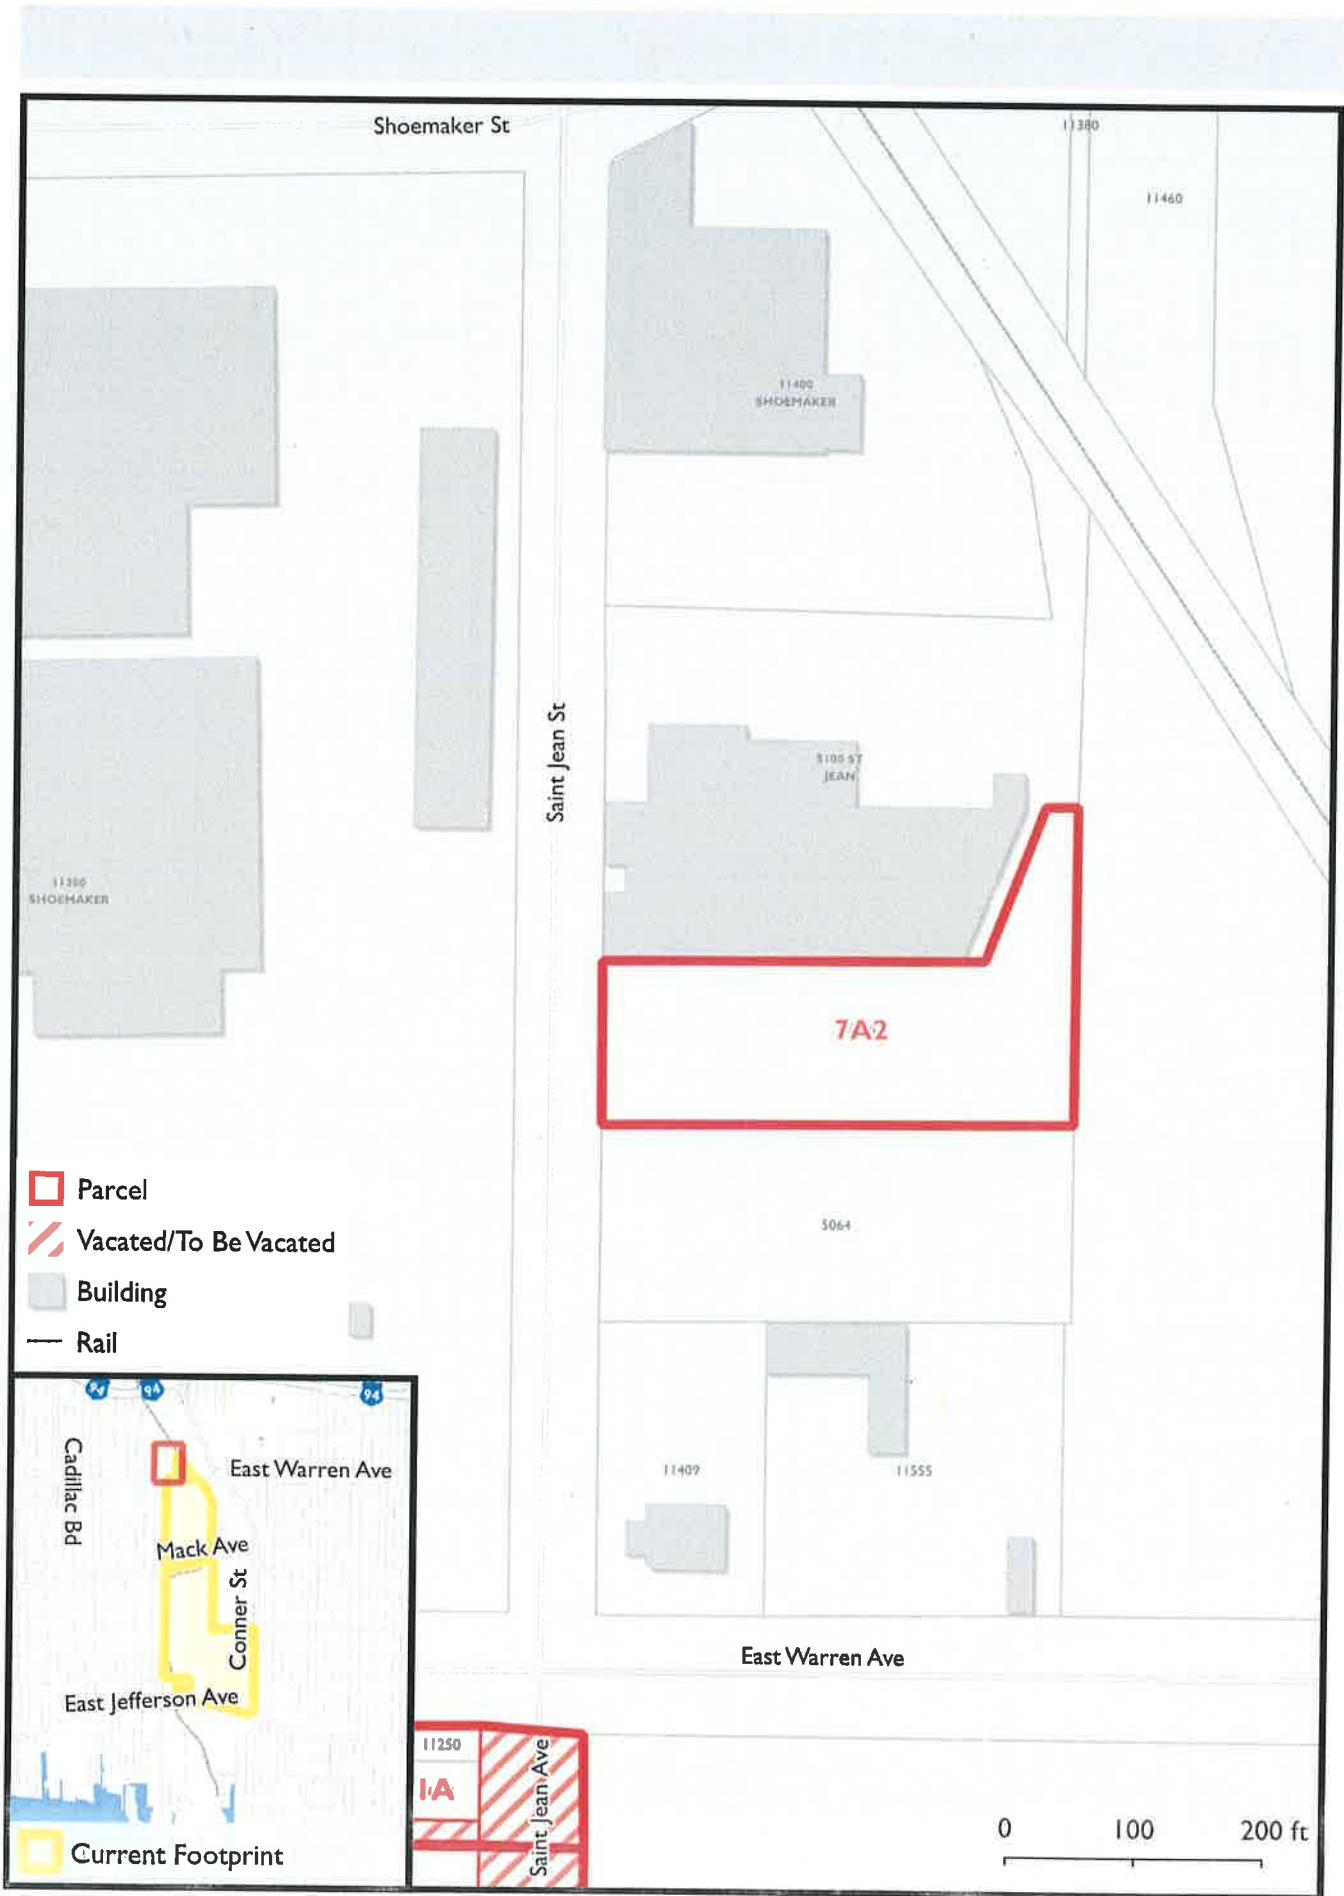 Shoemaker St
11380
11460
11400
SHOEMAKER
Saint Jean St
5100 ST
JEAN
11300
SHOEMAKER
7A2
Parcel
Vacated/To Be Vacated
Building
Rail
5064
11409
11555
East Warren Ave
94
94
94
Cadillac Bd
East Warren Ave
Mack Ave
Conner St
East Jefferson Ave
Current Footprint
11250
1A
Saint Jean Ave
0 100 200 ft